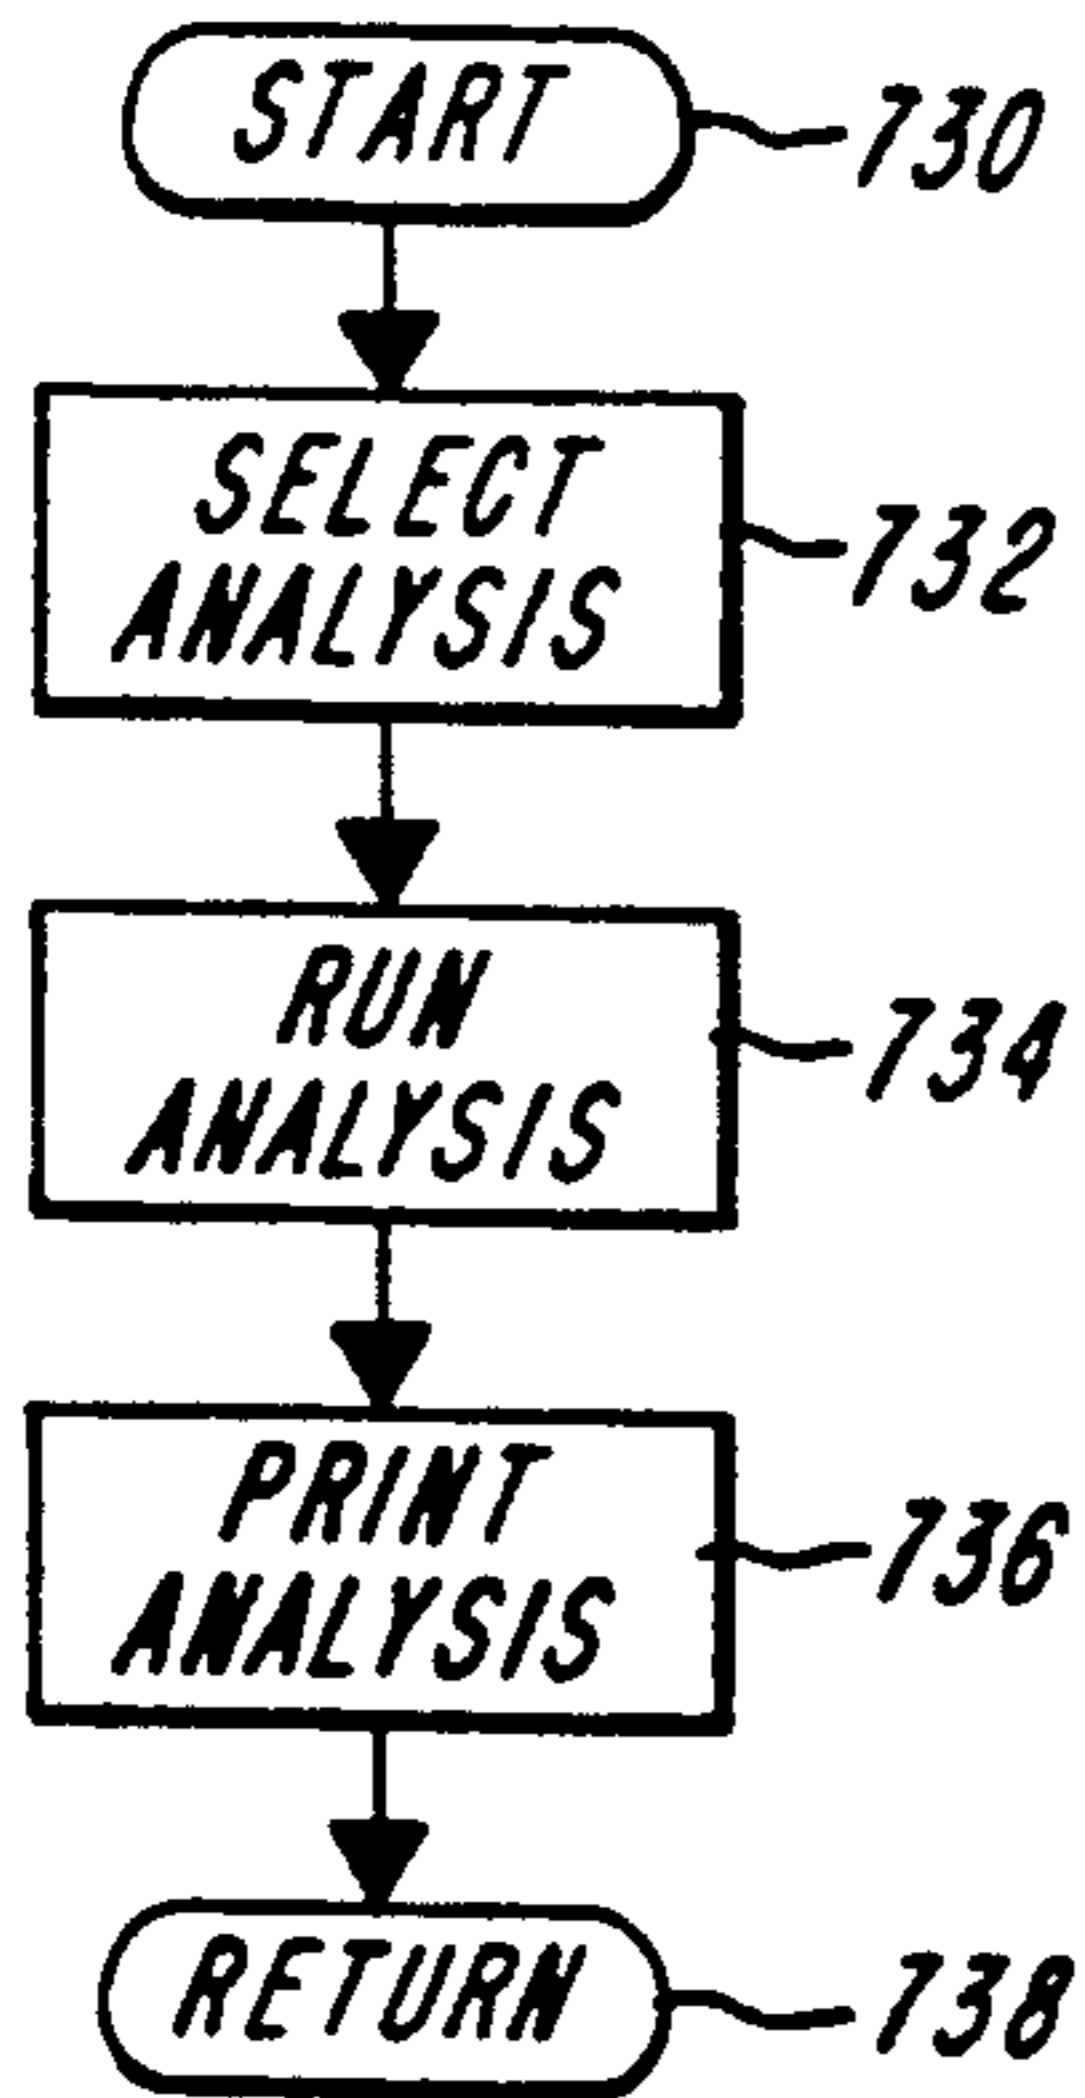 START
730
SELECT
ANALYSIS
732
RUN
ANALYSIS
734
PRINT
ANALYSIS
736
RETURN
738